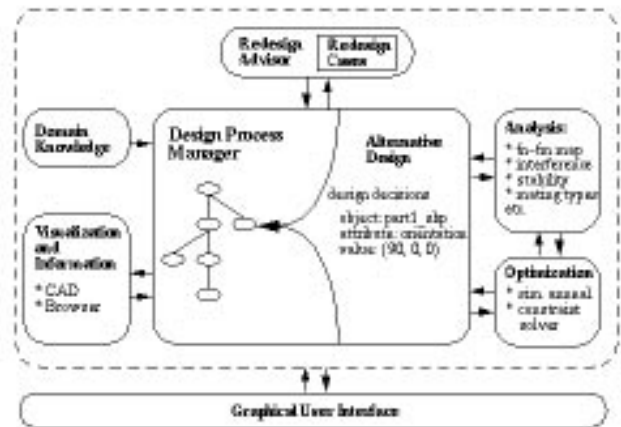 Redesign
Advisor
Redesign
Cases
Domain
Knowledge
Design Process
Manager
Alternative
Design
Analysis:
* fn-fm map
* interference
* stability
* mating types
etc.
design decisions
object: part1_shp
attribute: orientation
value: (90, 0, 0)
Visualization
and
Information
* CAD
* Browser
Optimization
* sim. anneal
* constraint
solver
Graphical User Interface